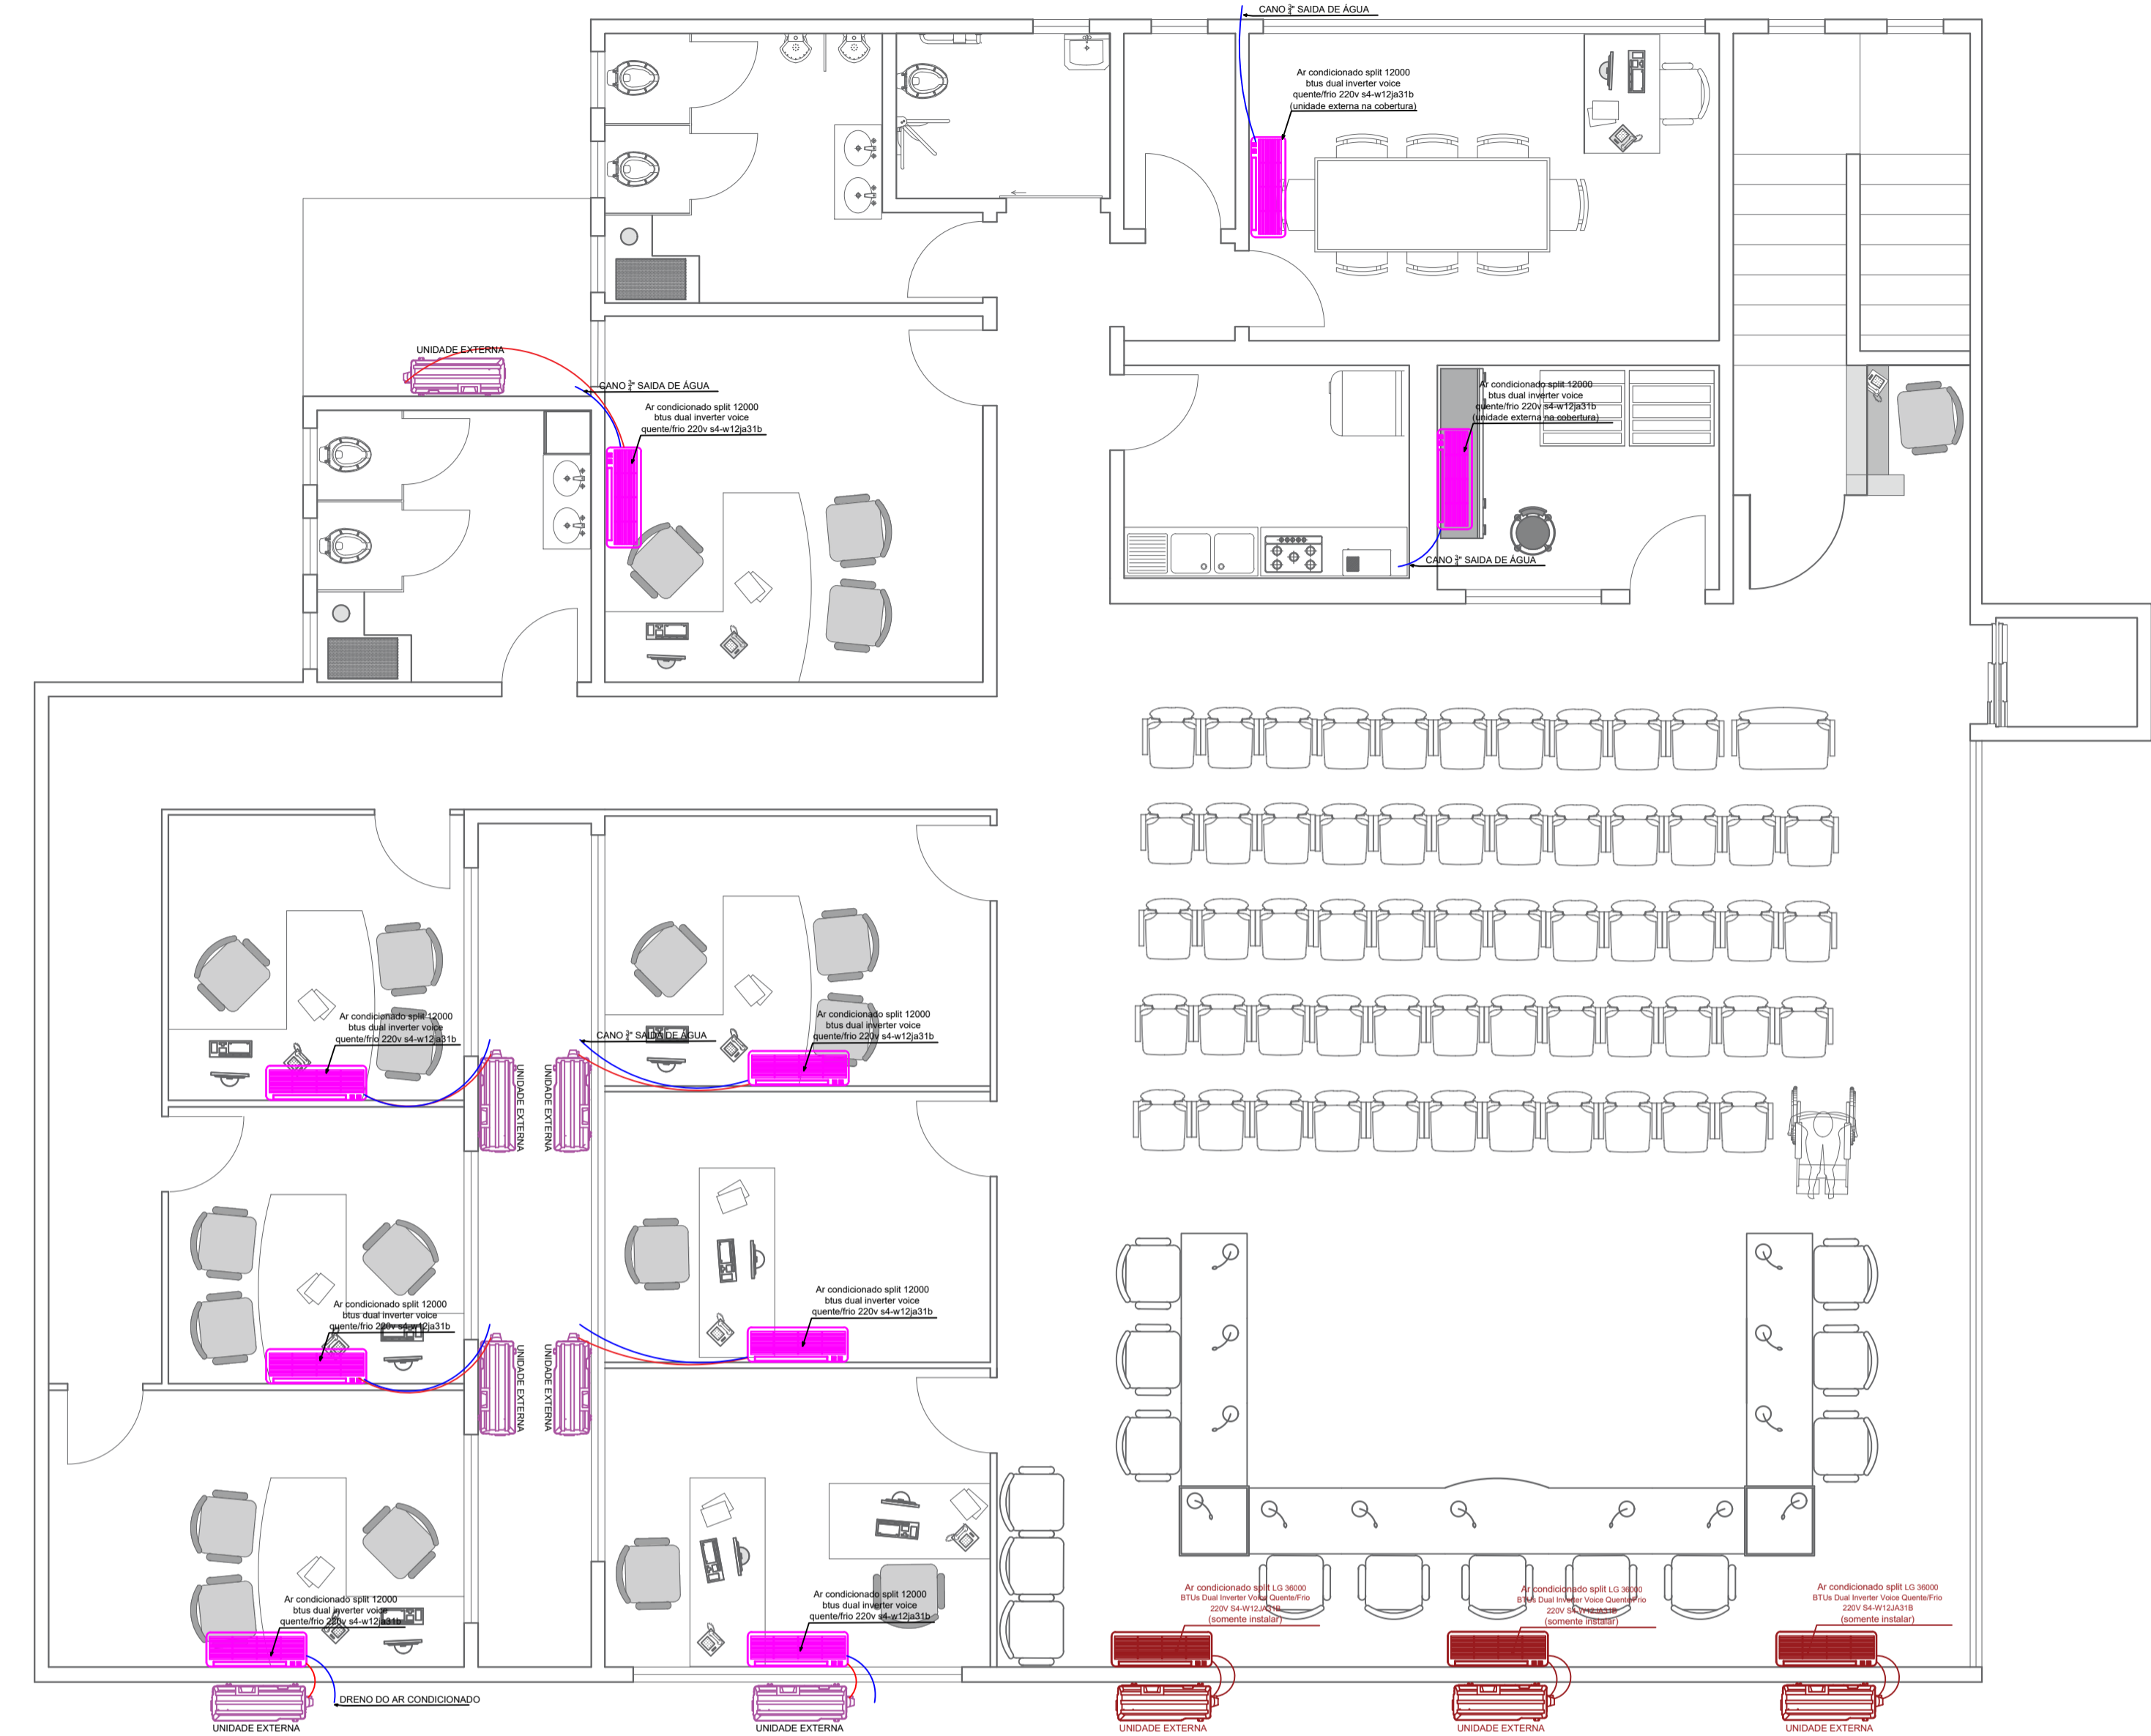 CANO ¾" SAIDA DE ÁGUA
Ar condicionado split 12000
btus dual inverter voice
quente/frio 220v s4-w12ja31b
(unidade externa na cobertura)
UNIDADE EXTERNA
CANO ¾" SAIDA DE ÁGUA
Ar condicionado split 12000
btus dual inverter voice
quente/frio 220v s4-w12ja31b
Ar condicionado split 12000
btus dual inverter voice
quente/frio 220v s4-w12ja31b
(unidade externa na cobertura)
CANO ¾" SAIDA DE ÁGUA
Ar condicionado split 12000
btus dual inverter voice
quente/frio 220v s4-w12ja31b
CANO ¾" SAIDA DE ÁGUA
Ar condicionado split 12000
btus dual inverter voice
quente/frio 220v s4-w12ja31b
UNIDADE EXTERNA
UNIDADE EXTERNA
Ar condicionado split 12000
btus dual inverter voice
quente/frio 220v s4-w12ja31b
Ar condicionado split 12000
btus dual inverter voice
quente/frio 220v s4-w12ja31b
UNIDADE EXTERNA
UNIDADE EXTERNA
Ar condicionado split 12000
btus dual inverter voice
quente/frio 220v s4-w12ja31b
Ar condicionado split 12000
btus dual inverter voice
quente/frio 220v s4-w12ja31b
Ar condicionado split LG 36000
BTUs Dual Inverter Voice Quente/Frio
220V S4-W12JA31B
(somente instalar)
Ar condicionado split LG 36000
BTUs Dual Inverter Voice Quente/Frio
220V S4-W12JA31B
(somente instalar)
Ar condicionado split LG 36000
BTUs Dual Inverter Voice Quente/Frio
220V S4-W12JA31B
(somente instalar)
DRENO DO AR CONDICIONADO
UNIDADE EXTERNA
UNIDADE EXTERNA
UNIDADE EXTERNA
UNIDADE EXTERNA
UNIDADE EXTERNA